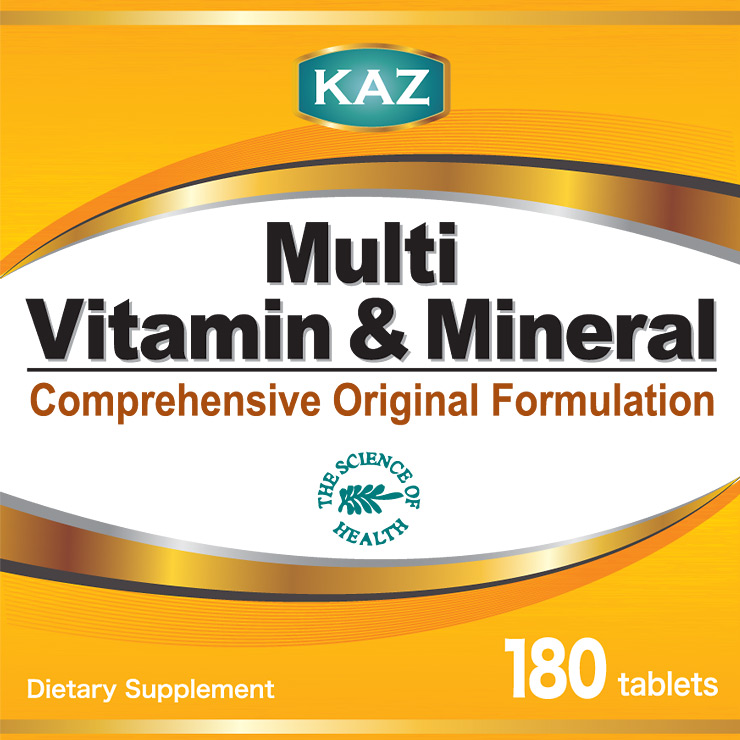 KAZ
Multi
Vitamin & Mineral
Comprehensive Original Formulation
THE SCIENCE OF
HEALTH
Dietary Supplement
180 tablets